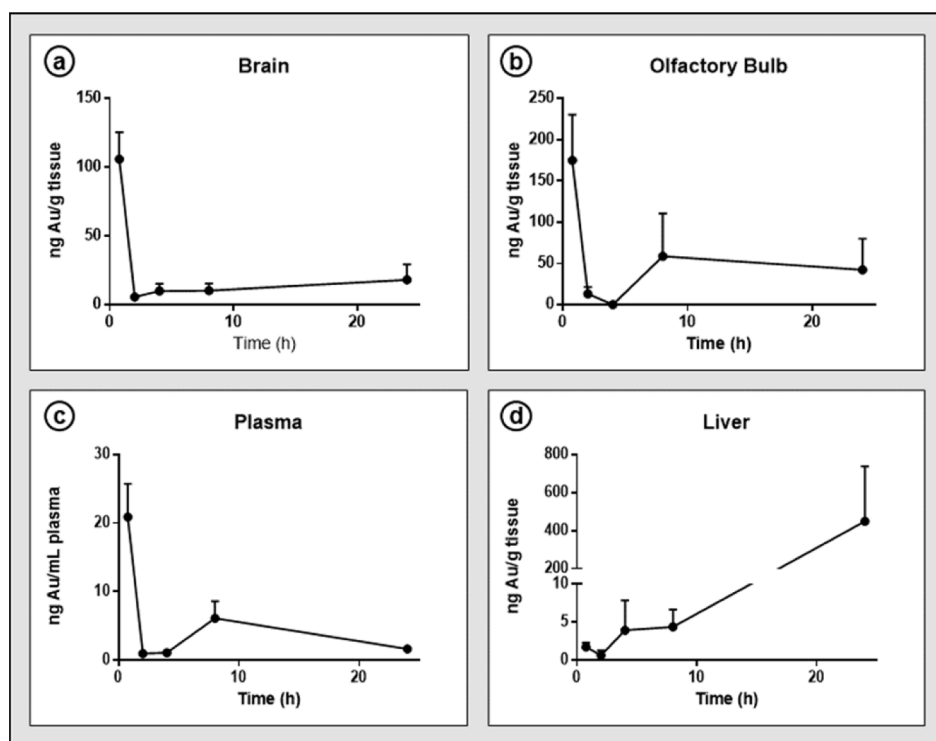 a
Brain
ng Au/g tissue
150
100
50
0
0 10 20
Time (h)
b
Olfactory Bulb
ng Au/g tissue
250
200
150
100
50
0
0 10 20
Time (h)
c
Plasma
ng Au/mL plasma
30
20
10
0
0 10 20
Time (h)
d
Liver
ng Au/g tissue
800
600
400
200
10
5
0
0 10 20
Time (h)